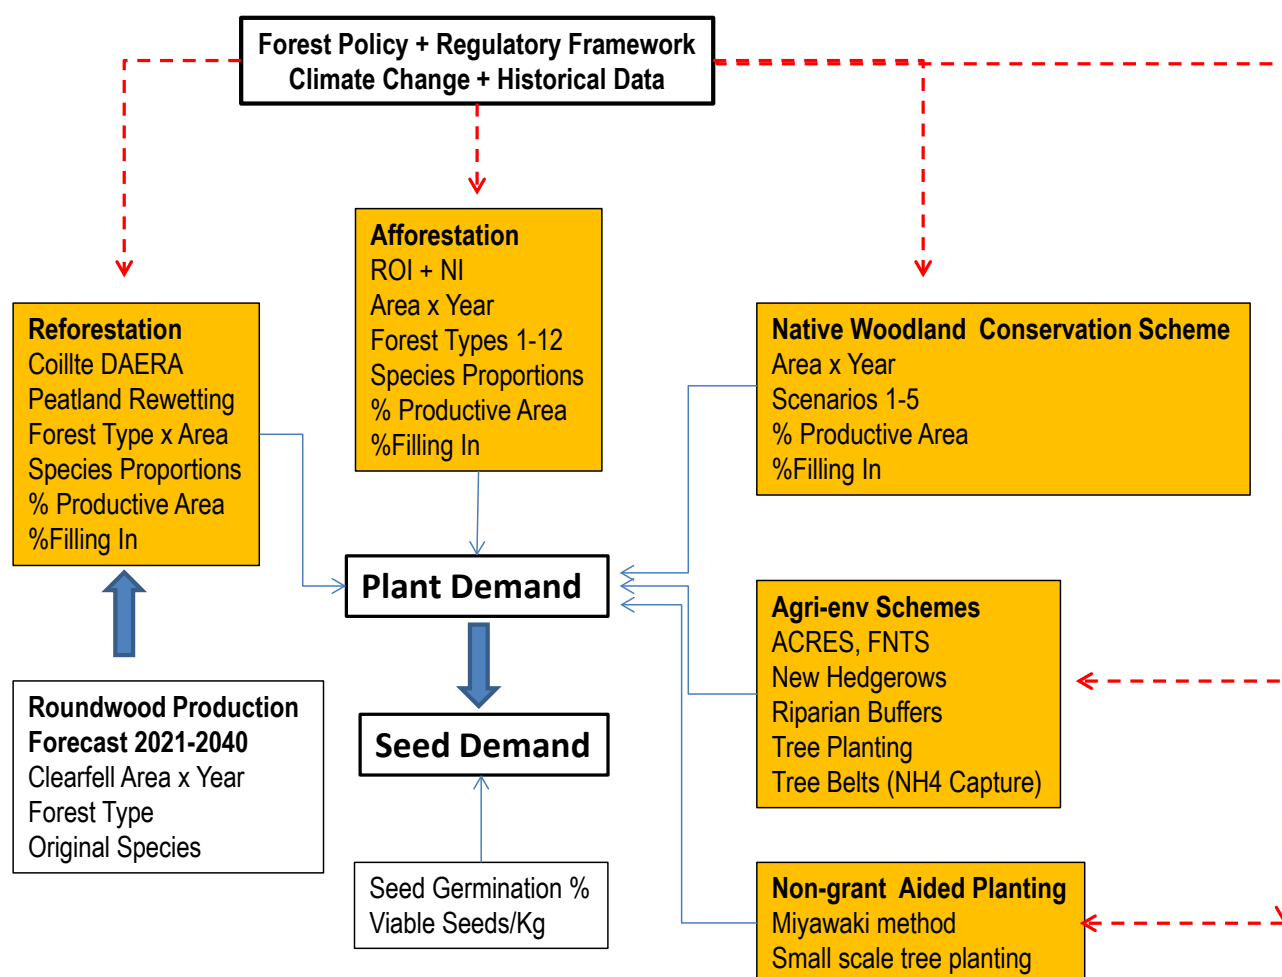 Forest Policy + Regulatory Framework
Climate Change + Historical Data
Afforestation
ROI + NI
Area x Year
Forest Types 1-12
Species Proportions
% Productive Area
%Filling In
Reforestation
Coillte DAERA
Peatland Rewetting
Forest Type x Area
Species Proportions
% Productive Area
%Filling In
Native Woodland Conservation Scheme
Area x Year
Scenarios 1-5
% Productive Area
%Filling In
Plant Demand
Agri-env Schemes
ACRES, FNTS
New Hedgerows
Riparian Buffers
Tree Planting
Tree Belts (NH4 Capture)
Roundwood Production
Forecast 2021-2040
Clearfell Area x Year
Forest Type
Original Species
Seed Demand
Seed Germination %
Viable Seeds/Kg
Non-grant Aided Planting
Miyawaki method
Small scale tree planting